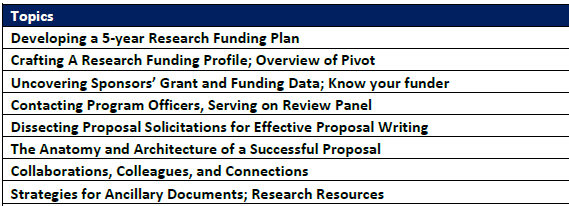 Topics
Developing a 5-year Research Funding Plan
Crafting A Research Funding Profile; Overview of Pivot
Uncovering Sponsors' Grant and Funding Data; Know your funder
Contacting Program Officers, Serving on Review Panel
Dissecting Proposal Solicitations for Effective Proposal Writing
The Anatomy and Architecture of a Successful Proposal
Collaborations, Colleagues, and Connections
Strategies for Ancillary Documents; Research Resources